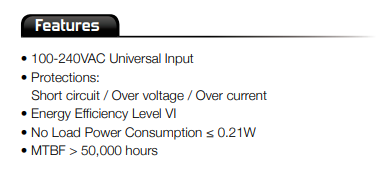 Features
• 100-240VAC Universal Input
• Protections:
Short circuit / Over voltage / Over current
• Energy Efficiency Level VI
• No Load Power Consumption ≤ 0.21W
• MTBF > 50,000 hours